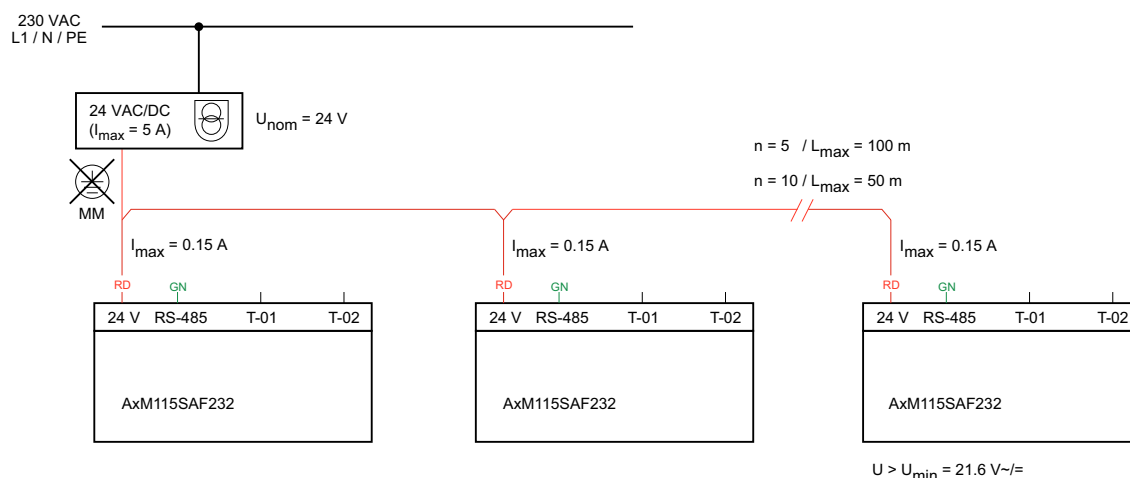 230 VAC
L1 / N / PE
24 VAC/DC
(Imax = 5 A)
Unom = 24 V
n = 5 / Lmax = 100 m
n = 10 / Lmax = 50 m
MM
Imax = 0.15 A
Imax = 0.15 A
Imax = 0.15 A
RD GN
RD GN
RD GN
24 V RS-485 T-01 T-02
24 V RS-485 T-01 T-02
24 V RS-485 T-01 T-02
AxM115SAF232
AxM115SAF232
AxM115SAF232
U > Umin = 21.6 V~/=